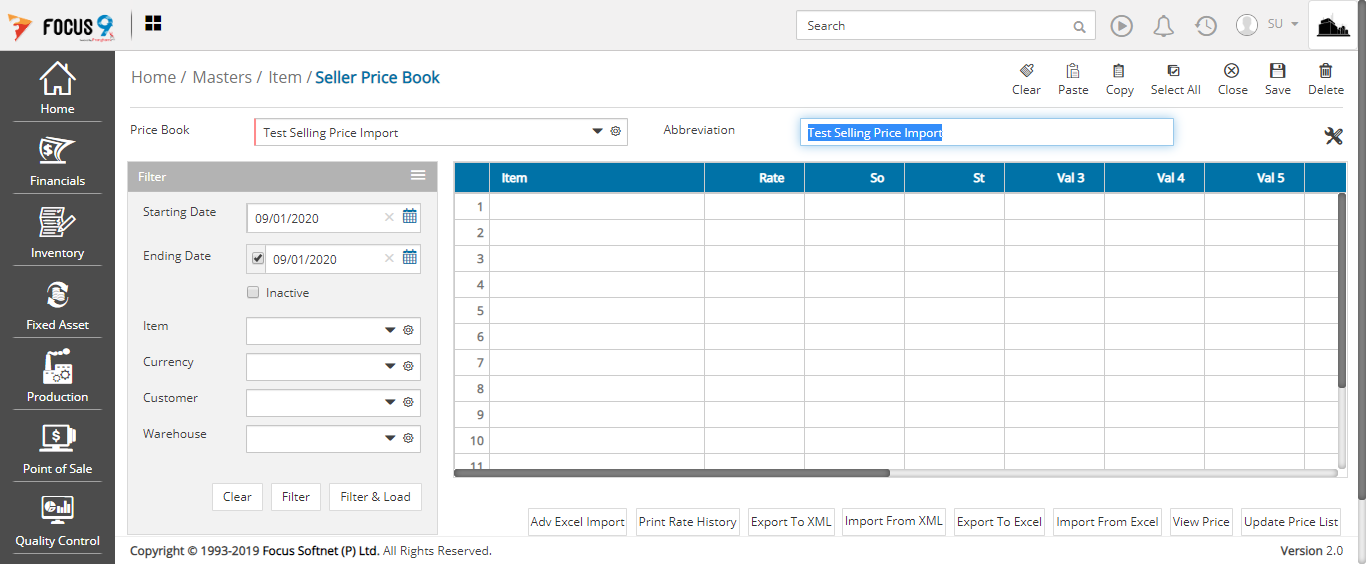 FOCUS 9
Search
SU
Home / Masters / Item / Seller Price Book
Clear
Paste
Copy
Select All
Close
Save
Delete
Home
Financials
Inventory
Fixed Asset
Production
Point of Sale
Quality Control
Price Book
Test Selling Price Import
Abbreviation
Test Selling Price Import
Filter
Starting Date
09/01/2020
Ending Date
09/01/2020
Inactive
Item
Currency
Customer
Warehouse
Clear
Filter
Filter & Load
Item Rate So St Val 3 Val 4 Val 5
1
2
3
4
5
6
7
8
9
10
11
Adv Excel Import
Print Rate History
Export To XML
Import From XML
Export To Excel
Import From Excel
View Price
Update Price List
Copyright © 1993-2019 Focus Softnet (P) Ltd. All Rights Reserved.
Version 2.0